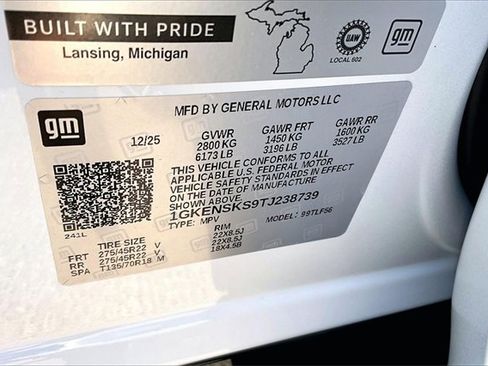 BUILT WITH PRIDE
Lansing, Michigan
UAW
LOCAL 602
gm
gm
MFD BY GENERAL MOTORS LLC
12/25
GVWR GAWR FRT GAWR RR
2800 KG 1450 KG 1600 KG
6173 LB 3196 LB 3527 LB
THIS VEHICLE CONFORMS TO ALL
APPLICABLE U.S. FEDERAL MOTOR
VEHICLE SAFETY STANDARDS IN EFFECT
ON THE DATE OF MANUFACTURE
SHOWN ABOVE.
1GKENSKS9TJ238739
TYPE: MPV MODEL: 99TLF56
241L
TIRE SIZE RIM
FRT 275/45R22 V 22X8.5J
RR 275/45R22 V 22X8.5J
SPA T135/70R18 M 18X4.5B